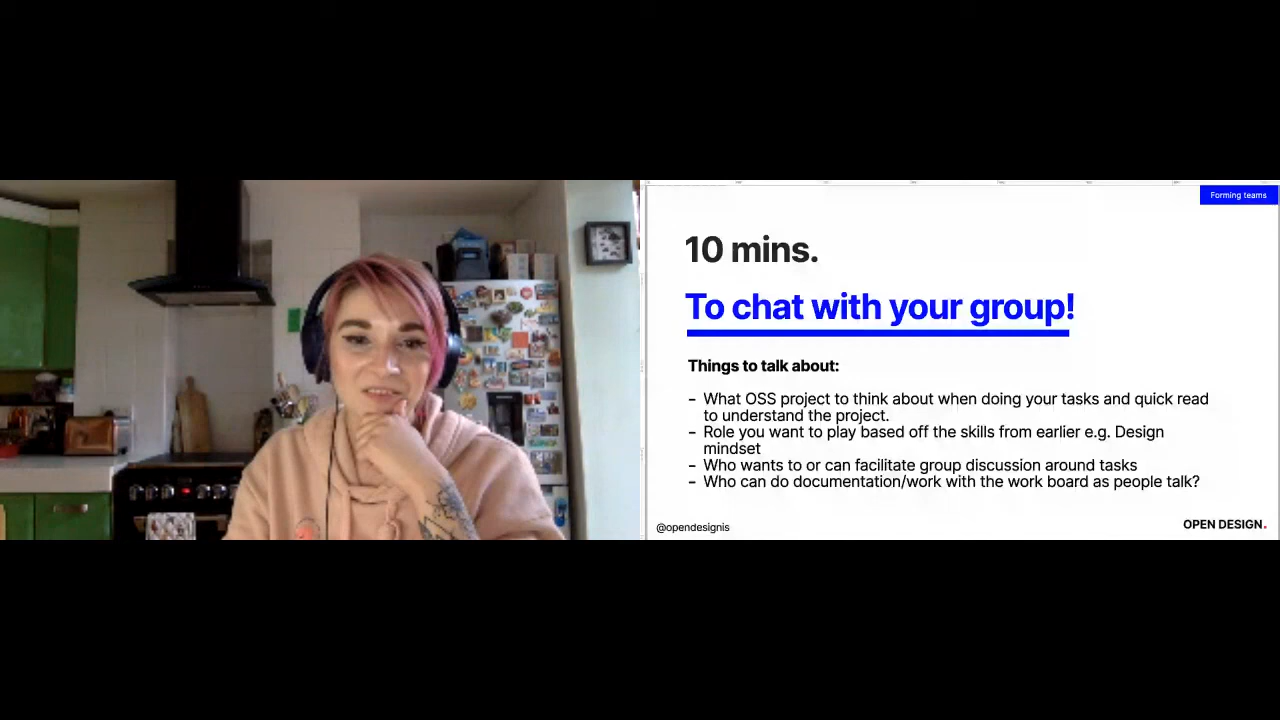 Forming teams
10 mins.
To chat with your group!
Things to talk about:
- What OSS project to think about when doing your tasks and quick read
to understand the project.
- Role you want to play based off the skills from earlier e.g. Design
mindset
- Who wants to or can facilitate group discussion around tasks
- Who can do documentation/work with the work board as people talk?
@opendesignis
OPEN DESIGN.